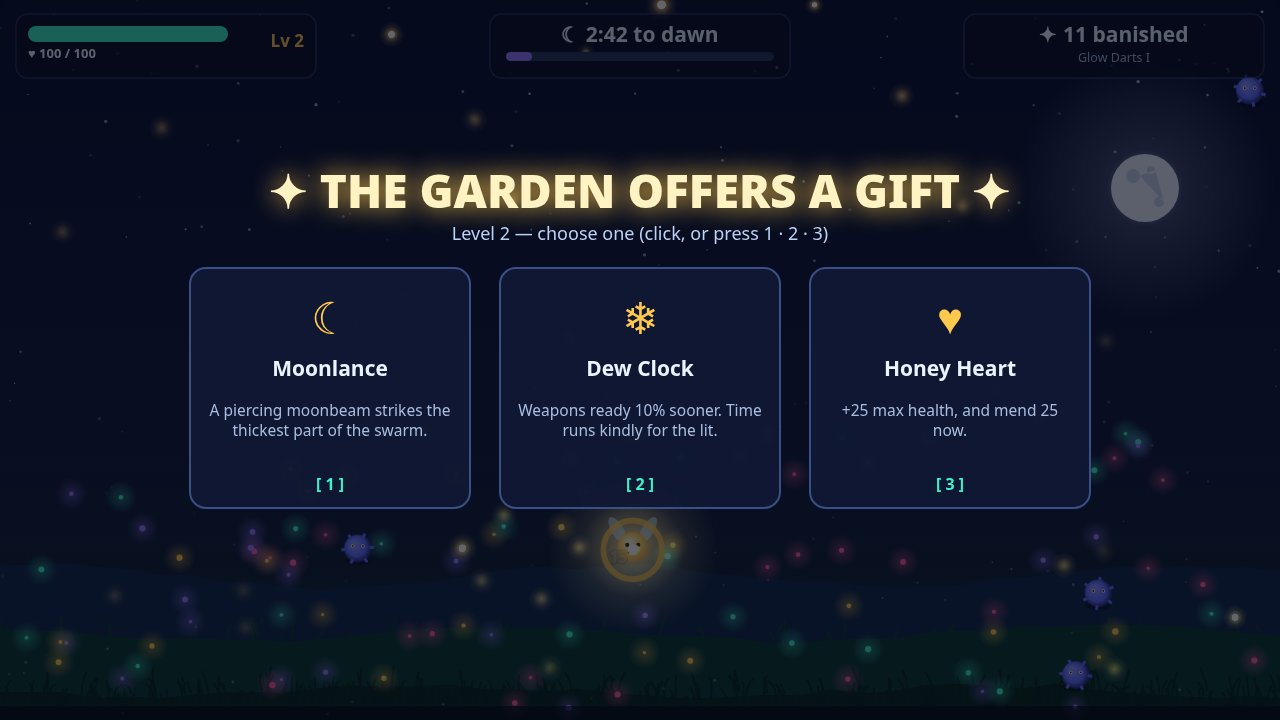 ♥ 100 / 100
Lv 2
☾ 2:42 to dawn
✦ 11 banished
Glow Darts I
✦ THE GARDEN OFFERS A GIFT ✦
Level 2 — choose one (click, or press 1 · 2 · 3)
Moonlance
A piercing moonbeam strikes the
thickest part of the swarm.
[ 1 ]
Dew Clock
Weapons ready 10% sooner. Time
runs kindly for the lit.
[ 2 ]
Honey Heart
+25 max health, and mend 25
now.
[ 3 ]